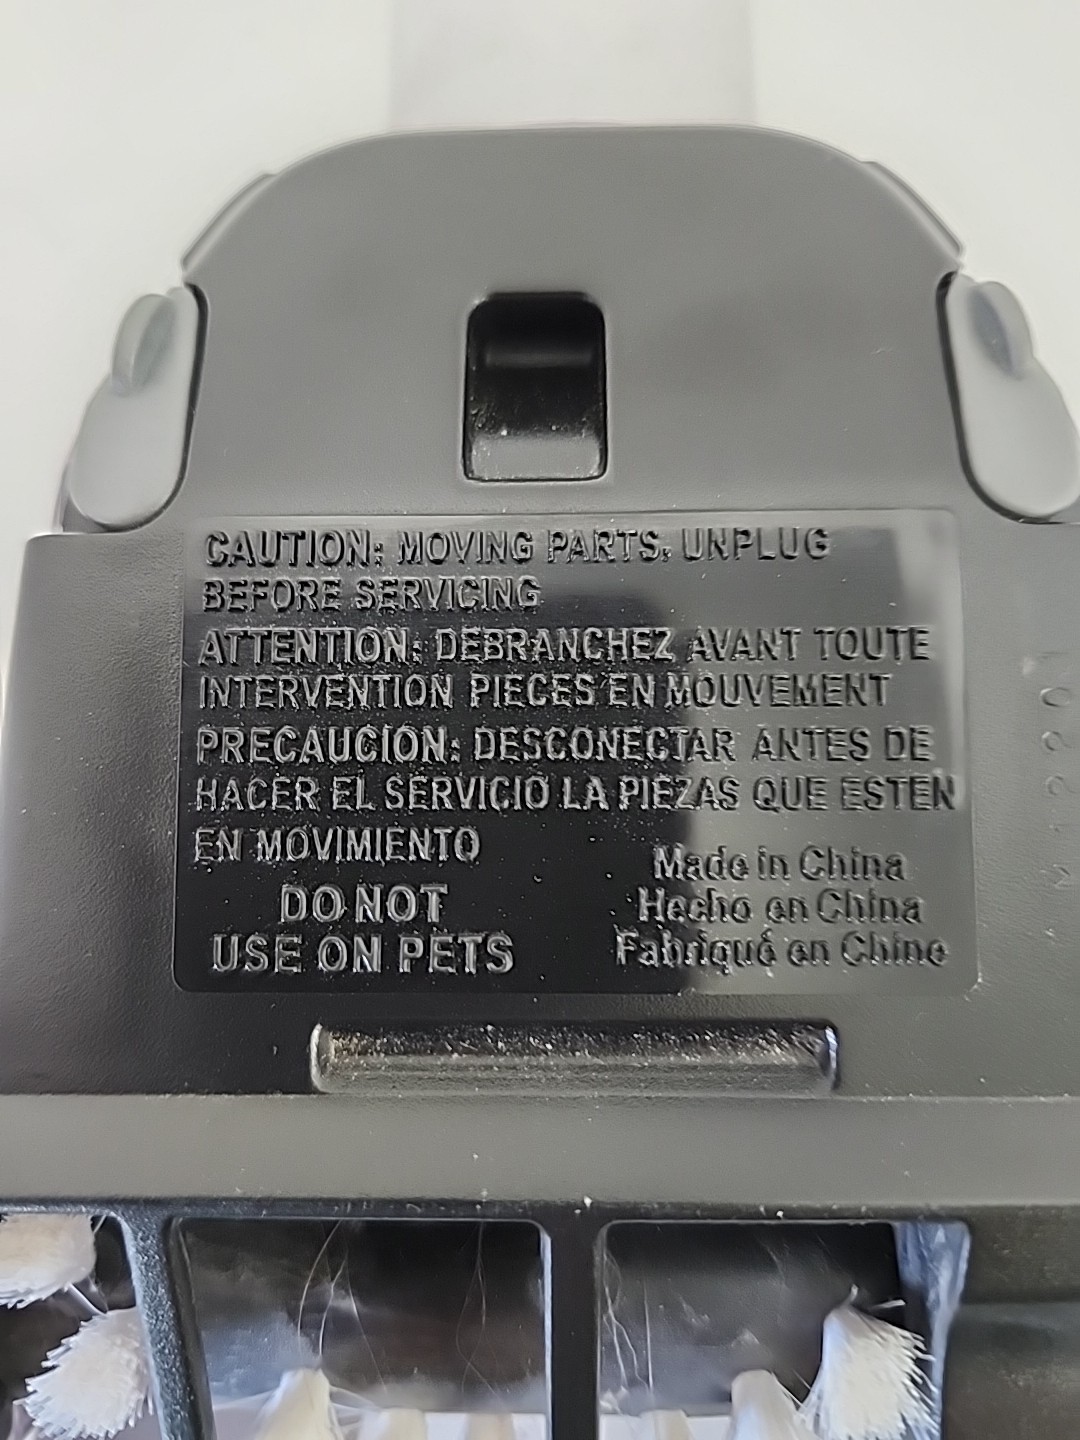 CAUTION: MOVING PARTS. UNPLUG
BEFORE SERVICING
ATTENTION: DEBRANCHEZ AVANT TOUTE
INTERVENTION PIECES EN MOUVEMENT
PRECAUCION: DESCONECTAR ANTES DE
HACER EL SERVICIO LA PIEZAS QUE ESTEN
EN MOVIMIENTO
DO NOT
USE ON PETS
Made in China
Hecho en China
Fabriqué en Chine